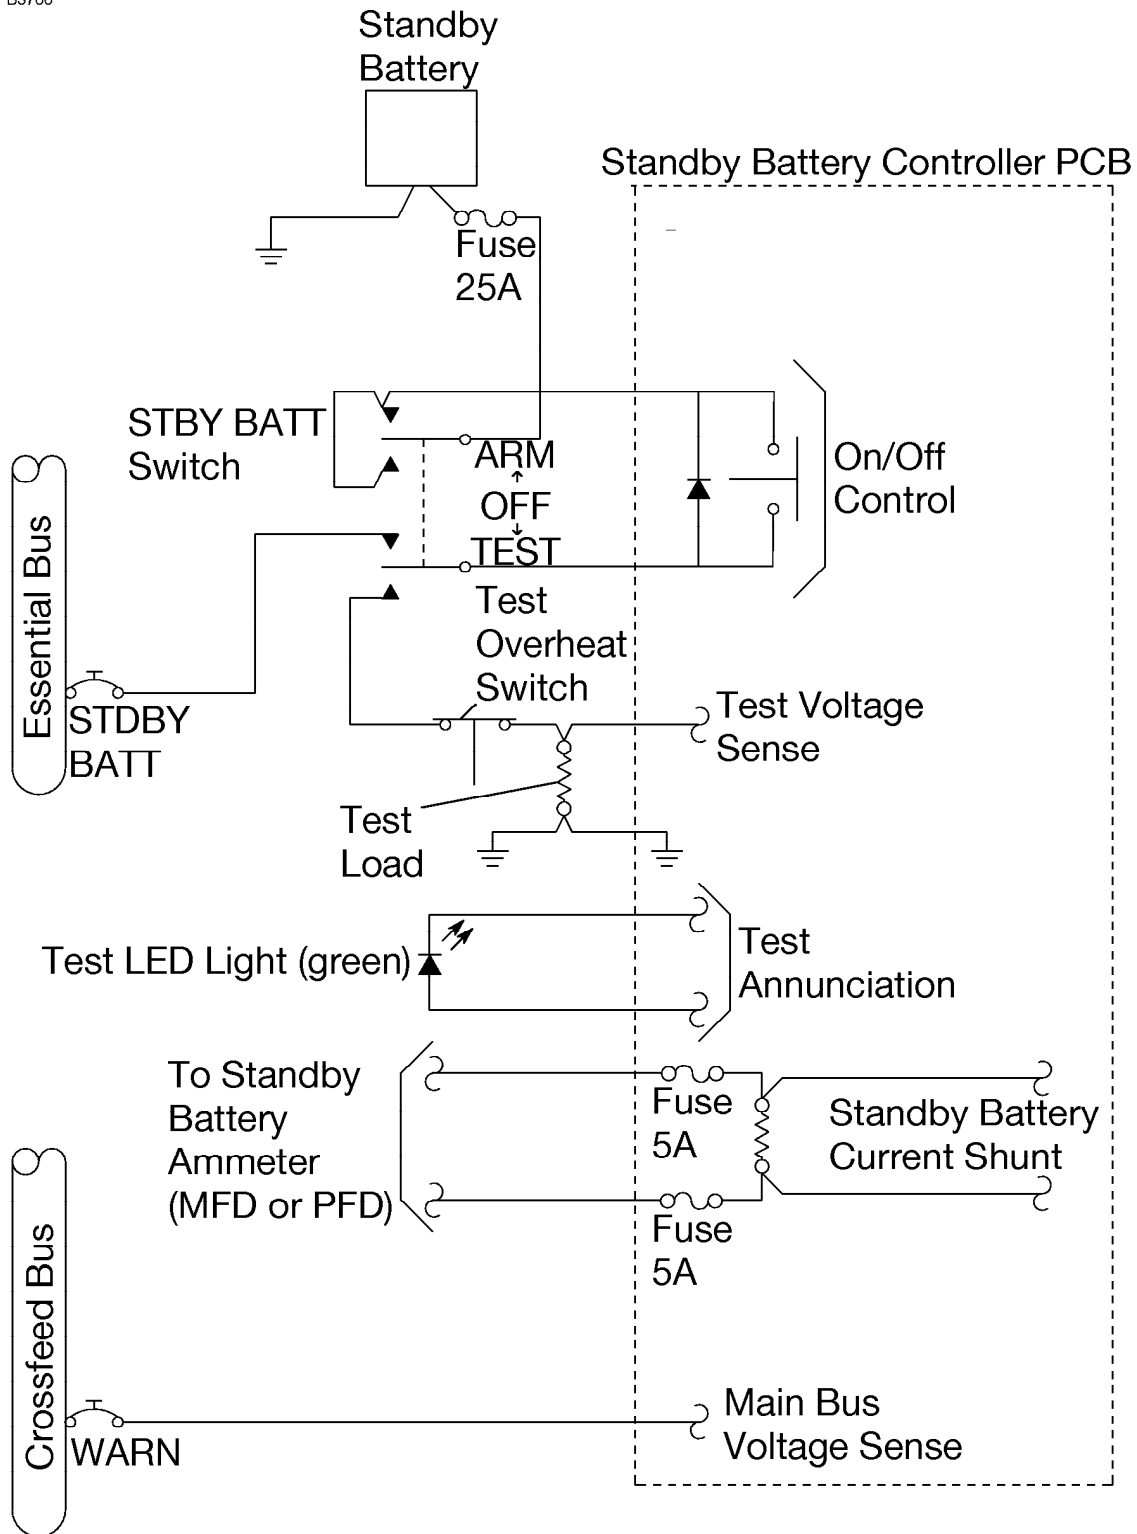 Standby
Battery
Standby Battery Controller PCB
Fuse
25A
STBY BATT
Switch
ARM
OFF
TEST
On/Off
Control
Essential Bus
STDBY
BATT
Test
Overheat
Switch
Test Voltage
Sense
Test
Load
Test LED Light (green)
Test
Annunciation
To Standby
Battery
Ammeter
(MFD or PFD)
Fuse
5A
Standby Battery
Current Shunt
Fuse
5A
Crossfeed Bus
WARN
Main Bus
Voltage Sense